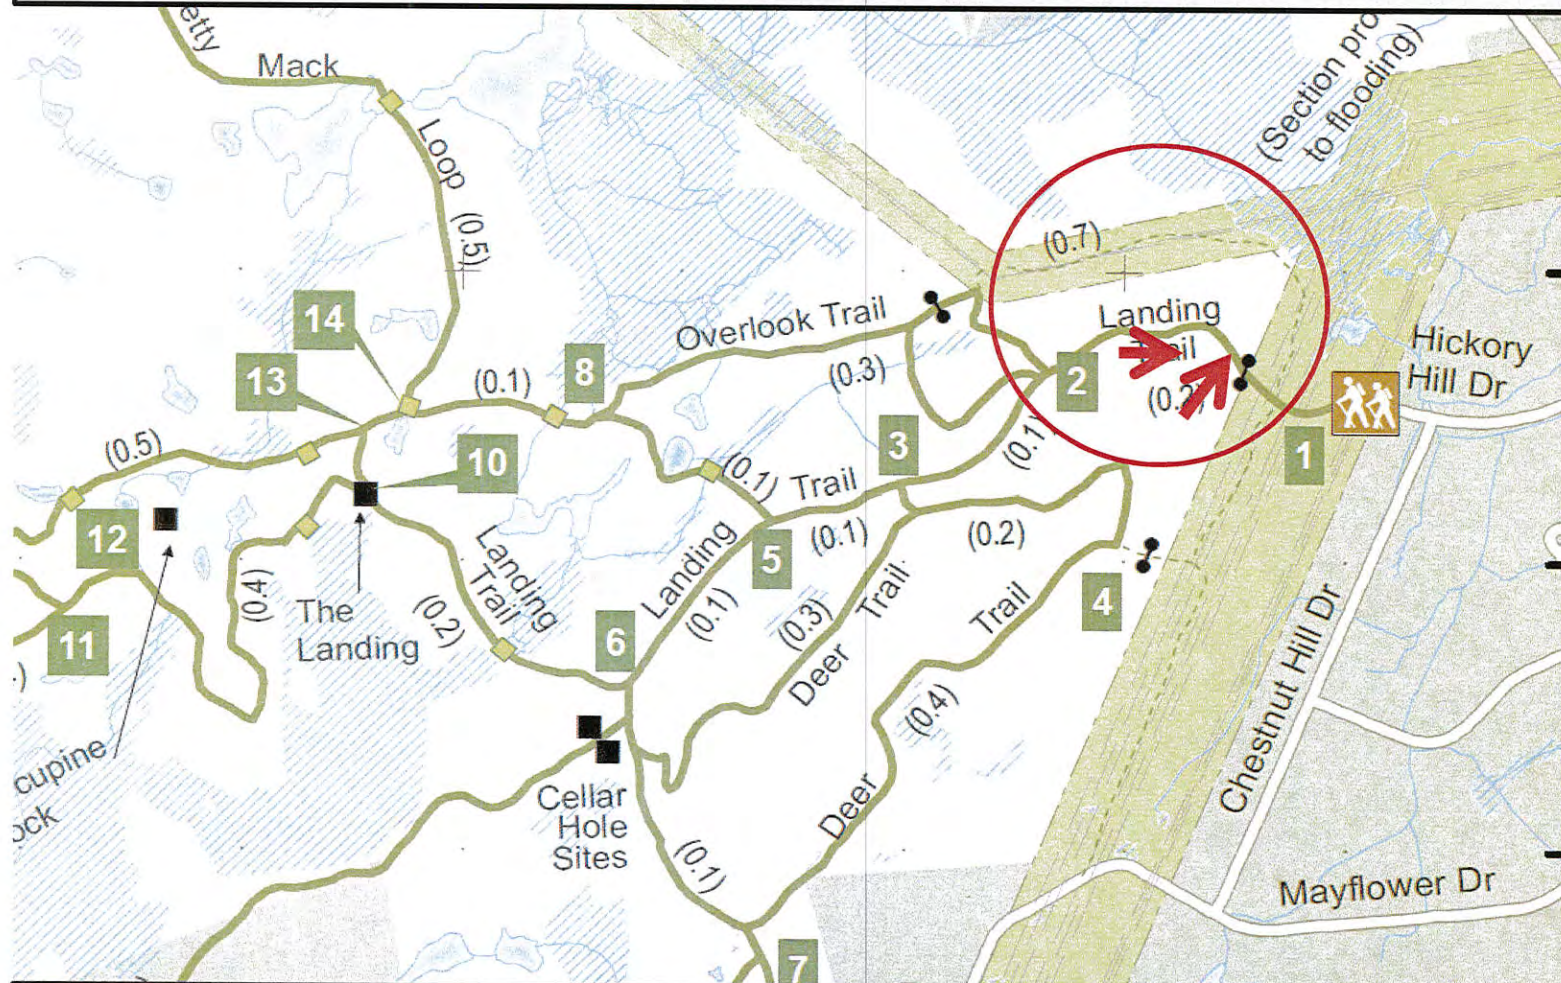 etty
Mack
Loop
(0.5)
(Section pro
to flooding)
(0.7)
Landing
Trail
(0.2)
Hickory
Hill Dr
Overlook Trail
(0.3)
14
13
8
(0.1)
2
3
1
(0.5)
10
(0.1)
Trail
(0.1)
(0.1)
5
(0.2)
12
(0.4)
The
Landing
Landing
Trail
(0.2)
Landing
(0.1)
6
(0.3)
Deer Trail
Trail
4
11
.)
cupine
ock
Cellar
Hole
Sites
(0.1)
Deer
(0.4)
Chestnut Hill Dr
Mayflower Dr
7